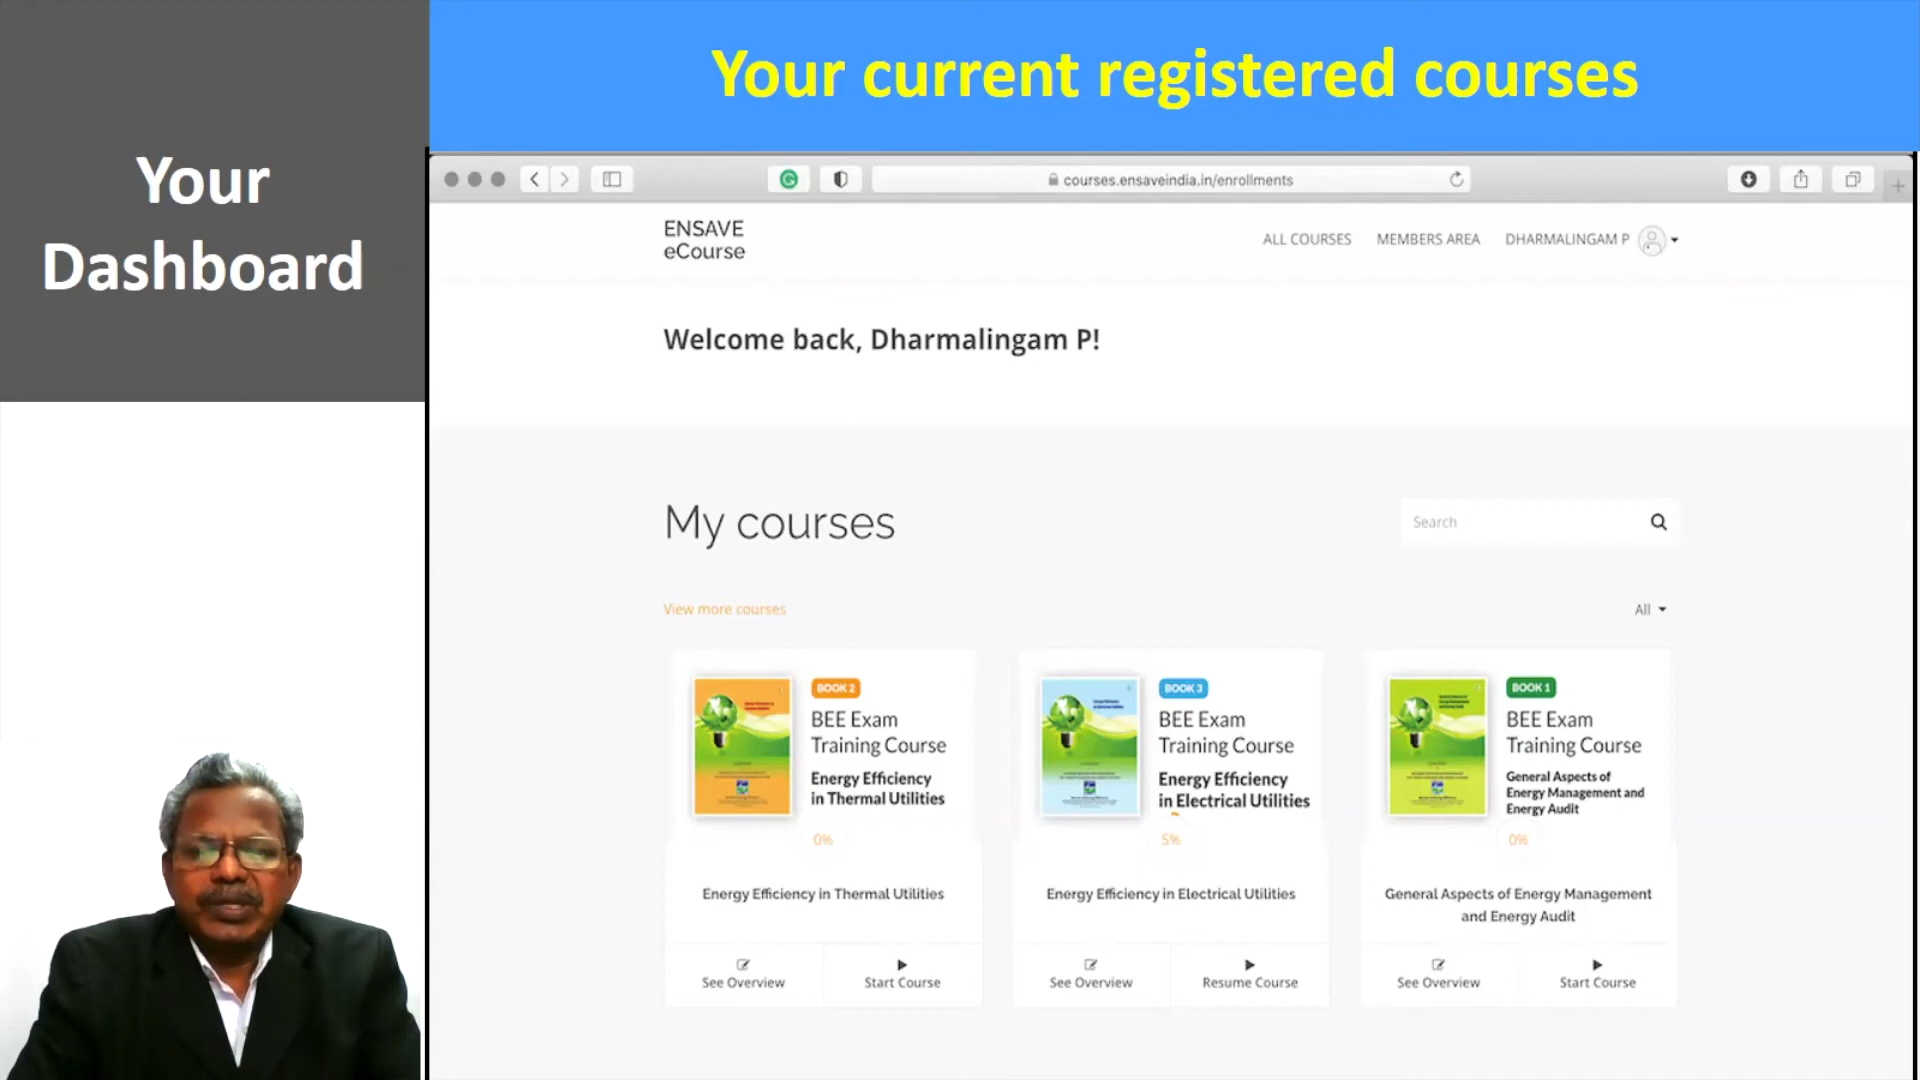 Your current registered courses
Your
Dashboard
courses.ensaveindia.in/enrollments
ENSAVE
eCourse
ALL COURSES
MEMBERS AREA
DHARMALINGAM P
Welcome back, Dharmalingam P!
My courses
Search
View more courses
All
BOOK 2
BEE Exam
Training Course
Energy Efficiency
in Thermal Utilities
0%
Energy Efficiency in Thermal Utilities
See Overview
Start Course
BOOK 3
BEE Exam
Training Course
Energy Efficiency
in Electrical Utilities
5%
Energy Efficiency in Electrical Utilities
See Overview
Resume Course
BOOK 1
BEE Exam
Training Course
General Aspects of
Energy Management and
Energy Audit
0%
General Aspects of Energy Management
and Energy Audit
See Overview
Start Course